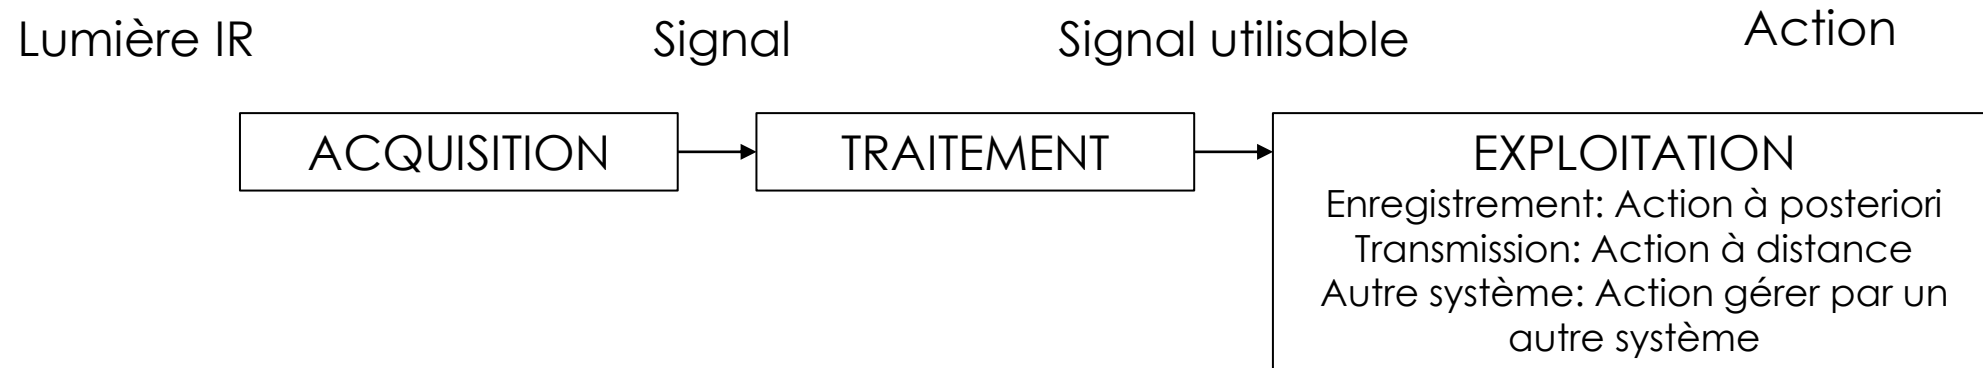 Lumière IR
Signal
Signal utilisable
Action
ACQUISITION
TRAITEMENT
EXPLOITATION
Enregistrement: Action à posteriori
Transmission: Action à distance
Autre système: Action gérer par un
autre système